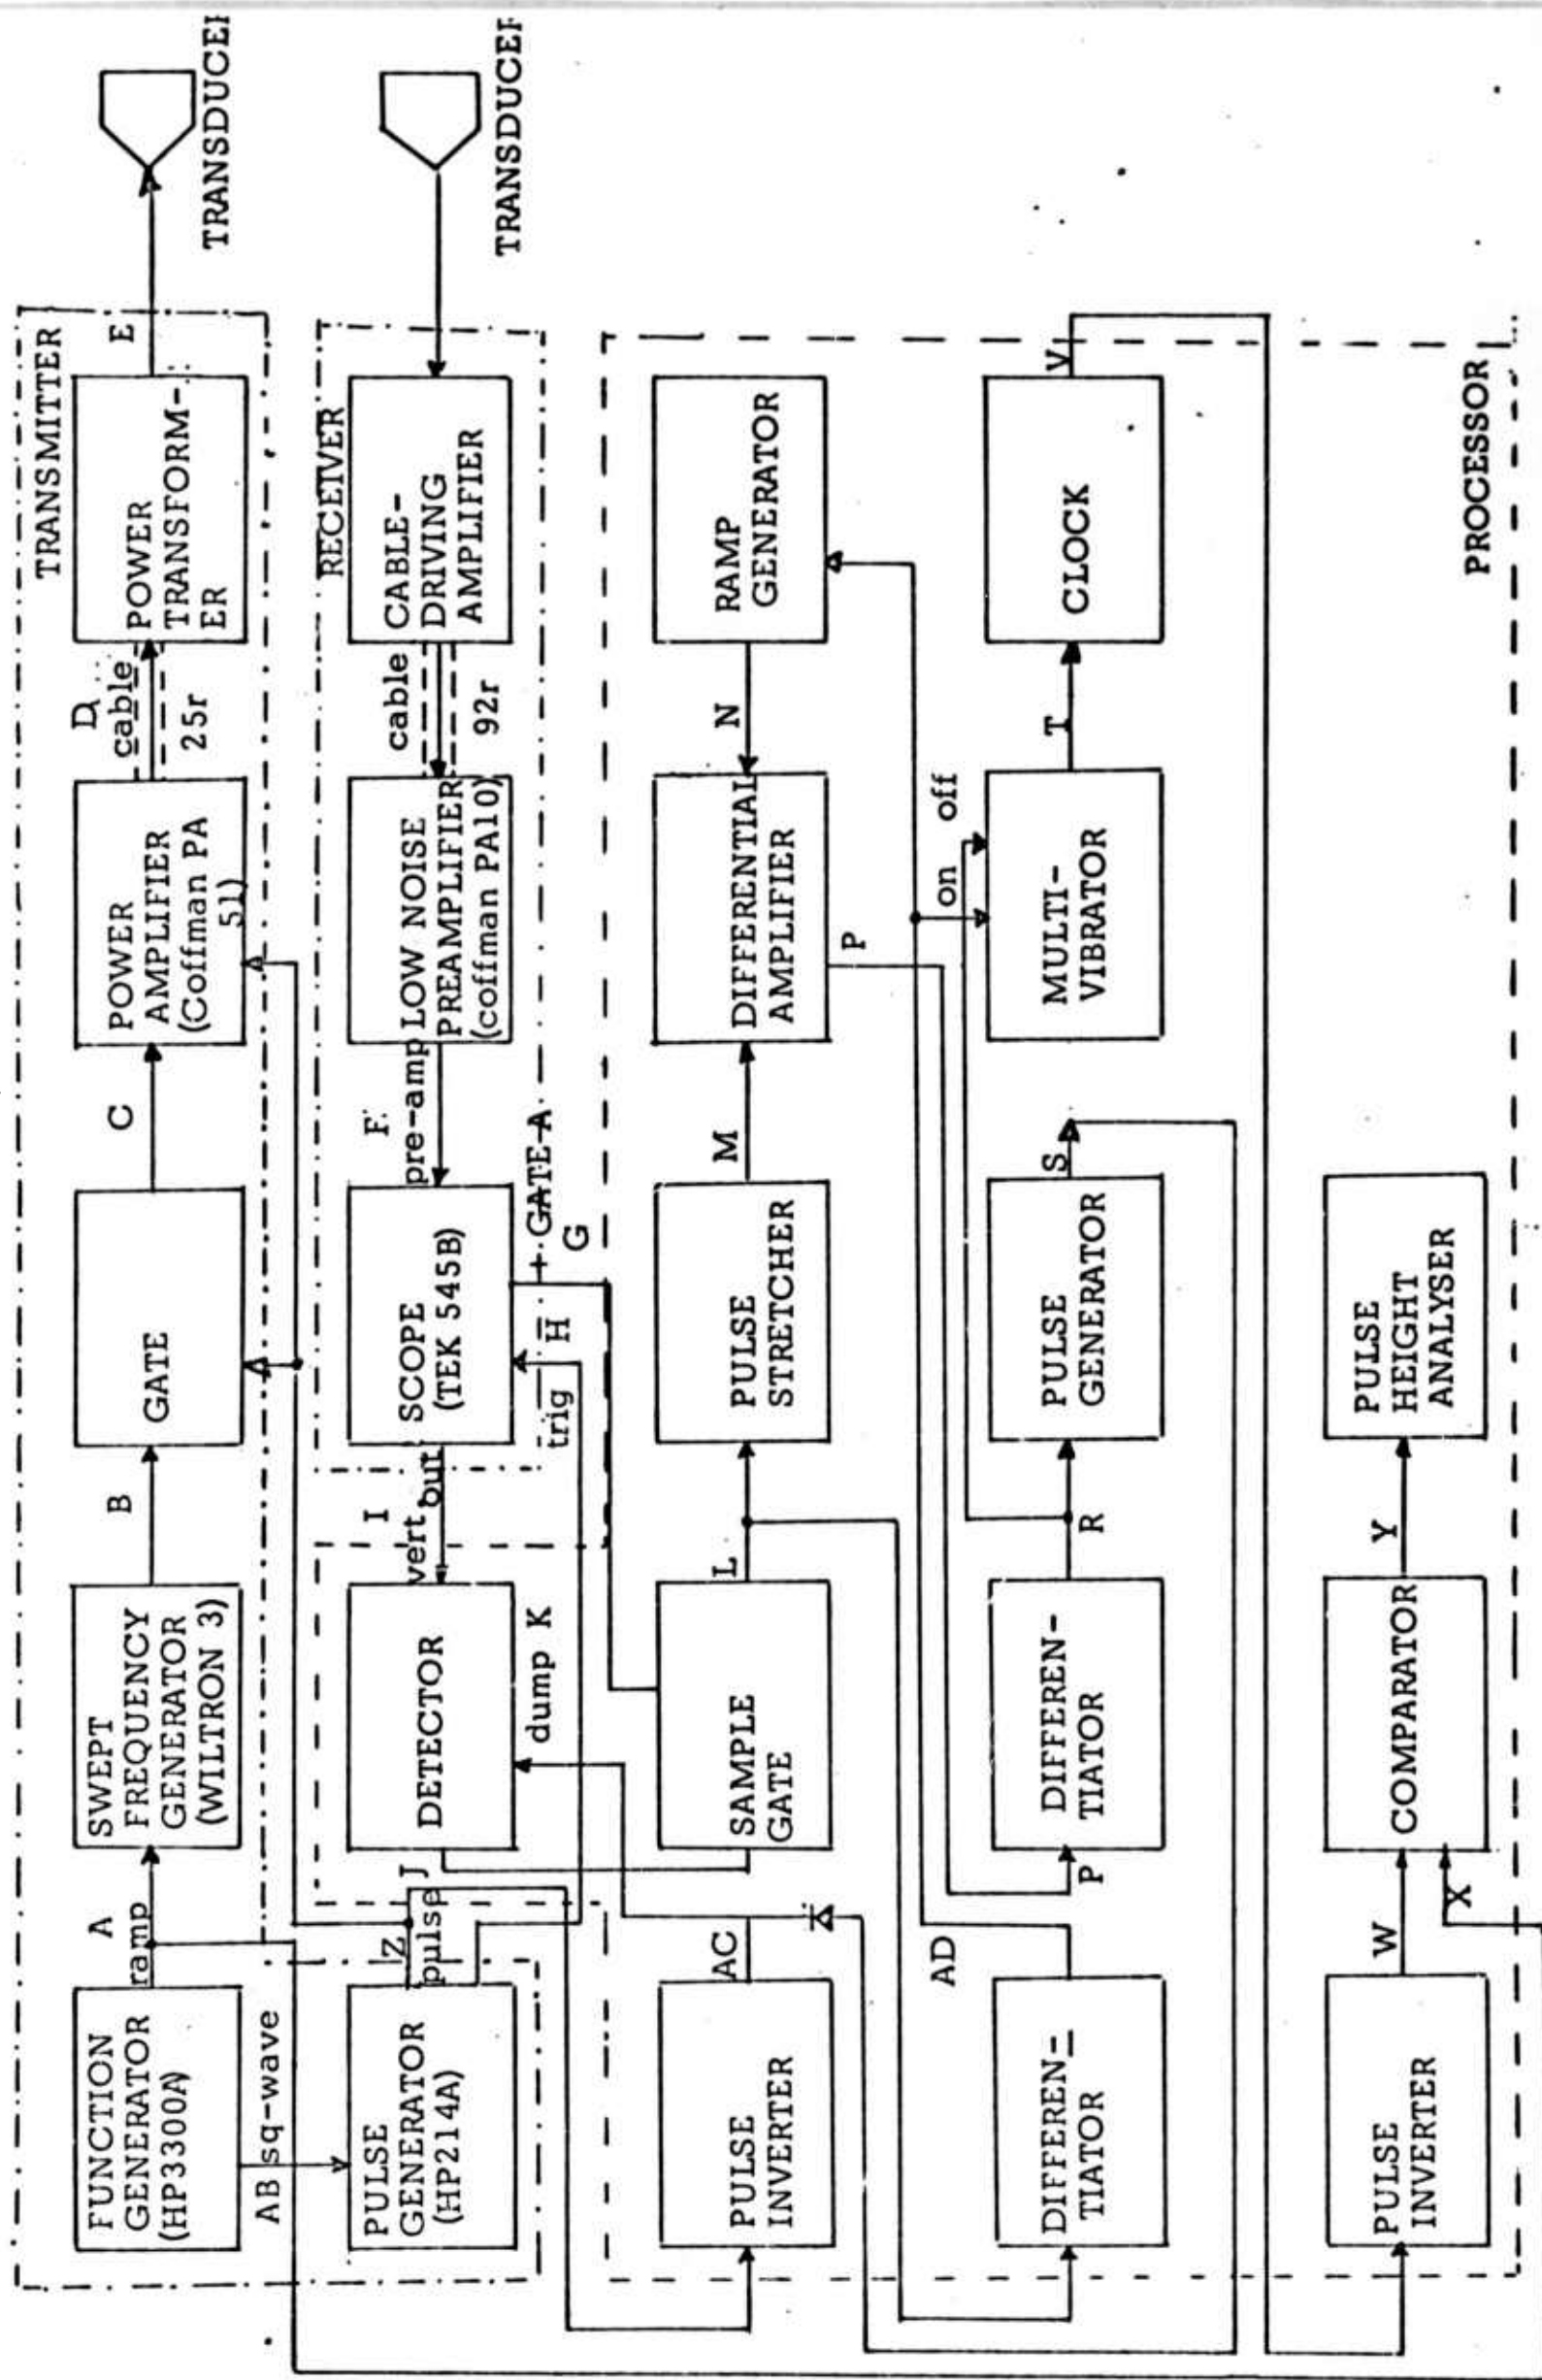 TRANSMITTER
FUNCTION
GENERATOR
(HP3300A)
A
ramp
SWEPT
FREQUENCY
GENERATOR
(WILTRON 3)
B
GATE
C
POWER
AMPLIFIER
(Coffman PA
51)
D
cable
25r
POWER
TRANSFORM-
ER
E
TRANSDUCER
AB sq-wave
PULSE
GENERATOR
(HP214A)
Z
pulse
J
DETECTOR
dump K
I
vert out
SCOPE
(TEK 545B)
trig H
+ GATE A
G
F
pre-amp
LOW NOISE
PREAMPLIFIER
(coffman PA10)
cable
92r
RECEIVER
CABLE-
DRIVING
AMPLIFIER
TRANSDUCER
PULSE
INVERTER
AC
SAMPLE
GATE
L
PULSE
STRETCHER
M
DIFFERENTIAL
AMPLIFIER
P
N
RAMP
GENERATOR
DIFFEREN-
TIATOR
AD
P
DIFFEREN-
TIATOR
R
PULSE
GENERATOR
S
MULTI-
VIBRATOR
on off
T
CLOCK
V
PULSE
INVERTER
W
X
COMPARATOR
Y
PULSE
HEIGHT
ANALYSER
PROCESSOR